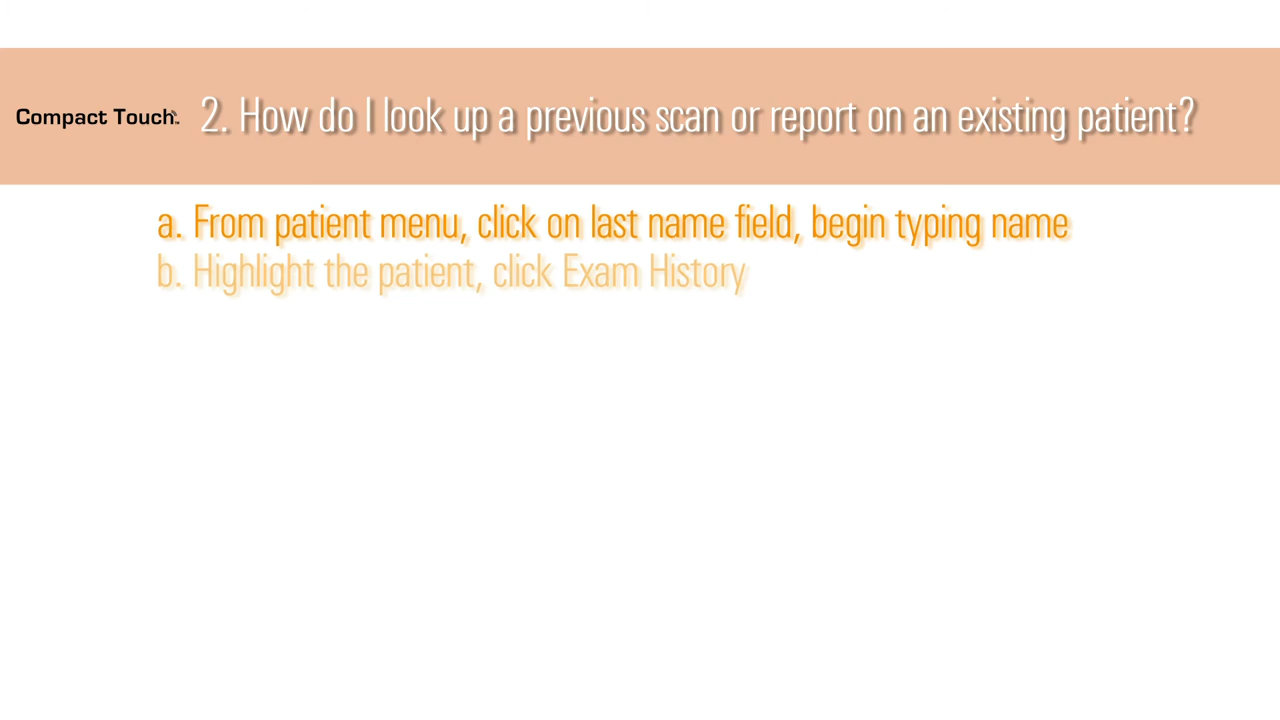 Compact Touch™ 2. How do I look up a previous scan or report on an existing patient?
a. From patient menu, click on last name field, begin typing name
b. Highlight the patient, click Exam History